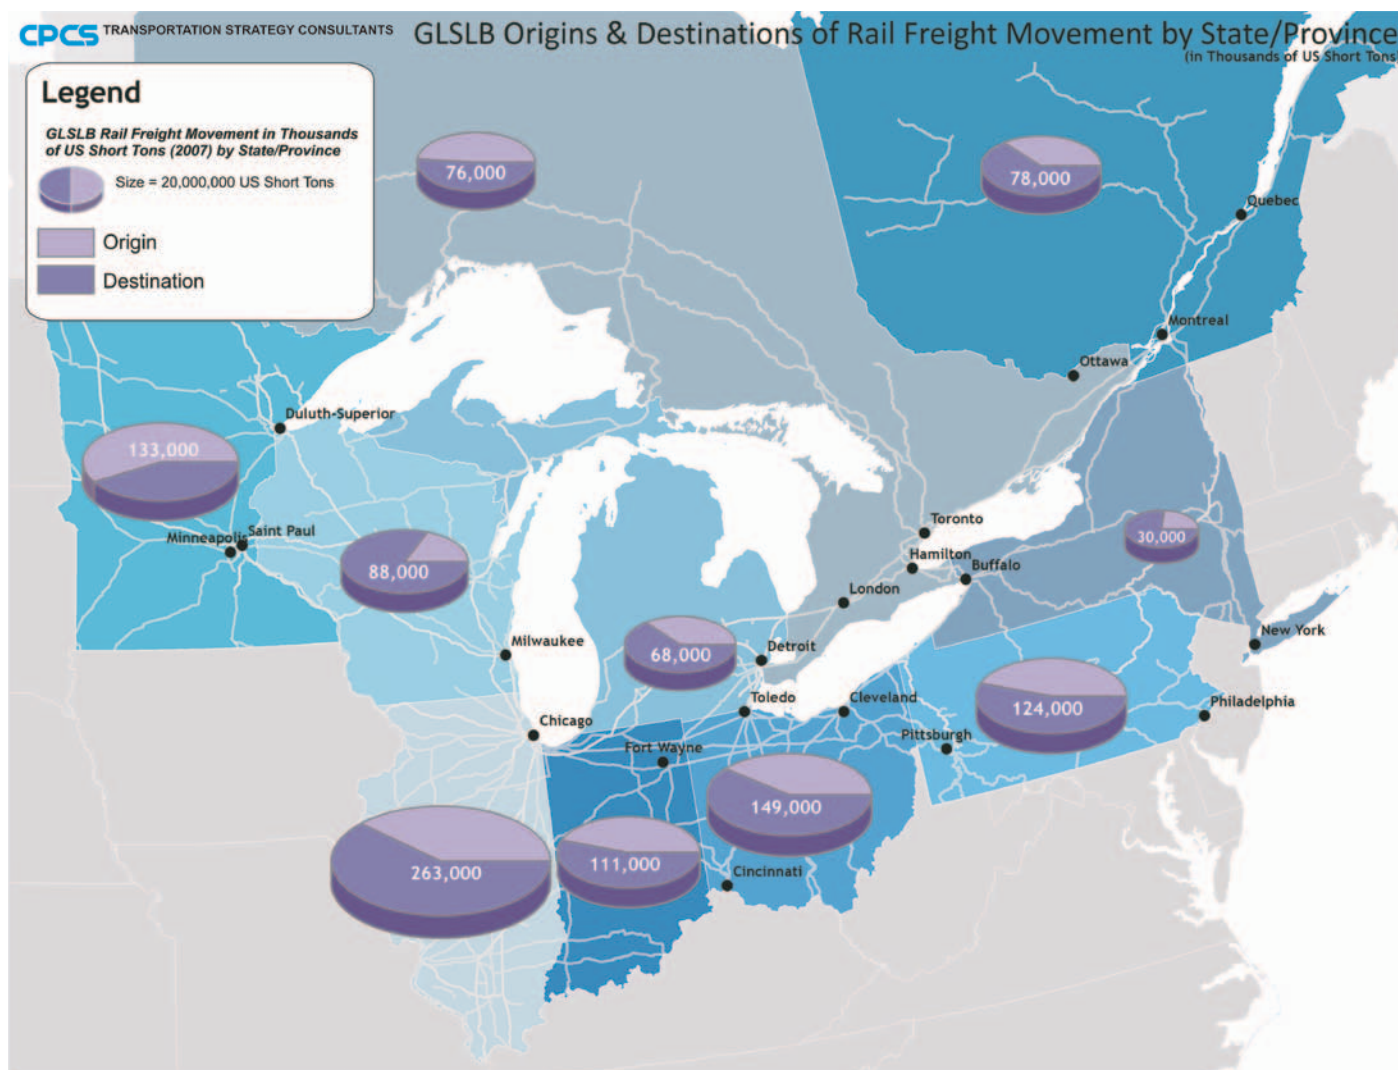 CPCS TRANSPORTATION STRATEGY CONSULTANTS
GLSLB Origins & Destinations of Rail Freight Movement by State/Province
(in Thousands of US Short Tons
Legend
GLSLB Rail Freight Movement in Thousands
of US Short Tons (2007) by State/Province
Size = 20,000,000 US Short Tons
Origin
Destination
76,000
78,000
Quebec
Montreal
Ottawa
Duluth-Superior
133,000
Minneapolis
Saint Paul
88,000
Toronto
Hamilton
Buffalo
30,000
London
Milwaukee
68,000
Detroit
New York
Toledo
Cleveland
124,000
Philadelphia
Chicago
Fort Wayne
Pittsburgh
149,000
263,000
111,000
Cincinnati